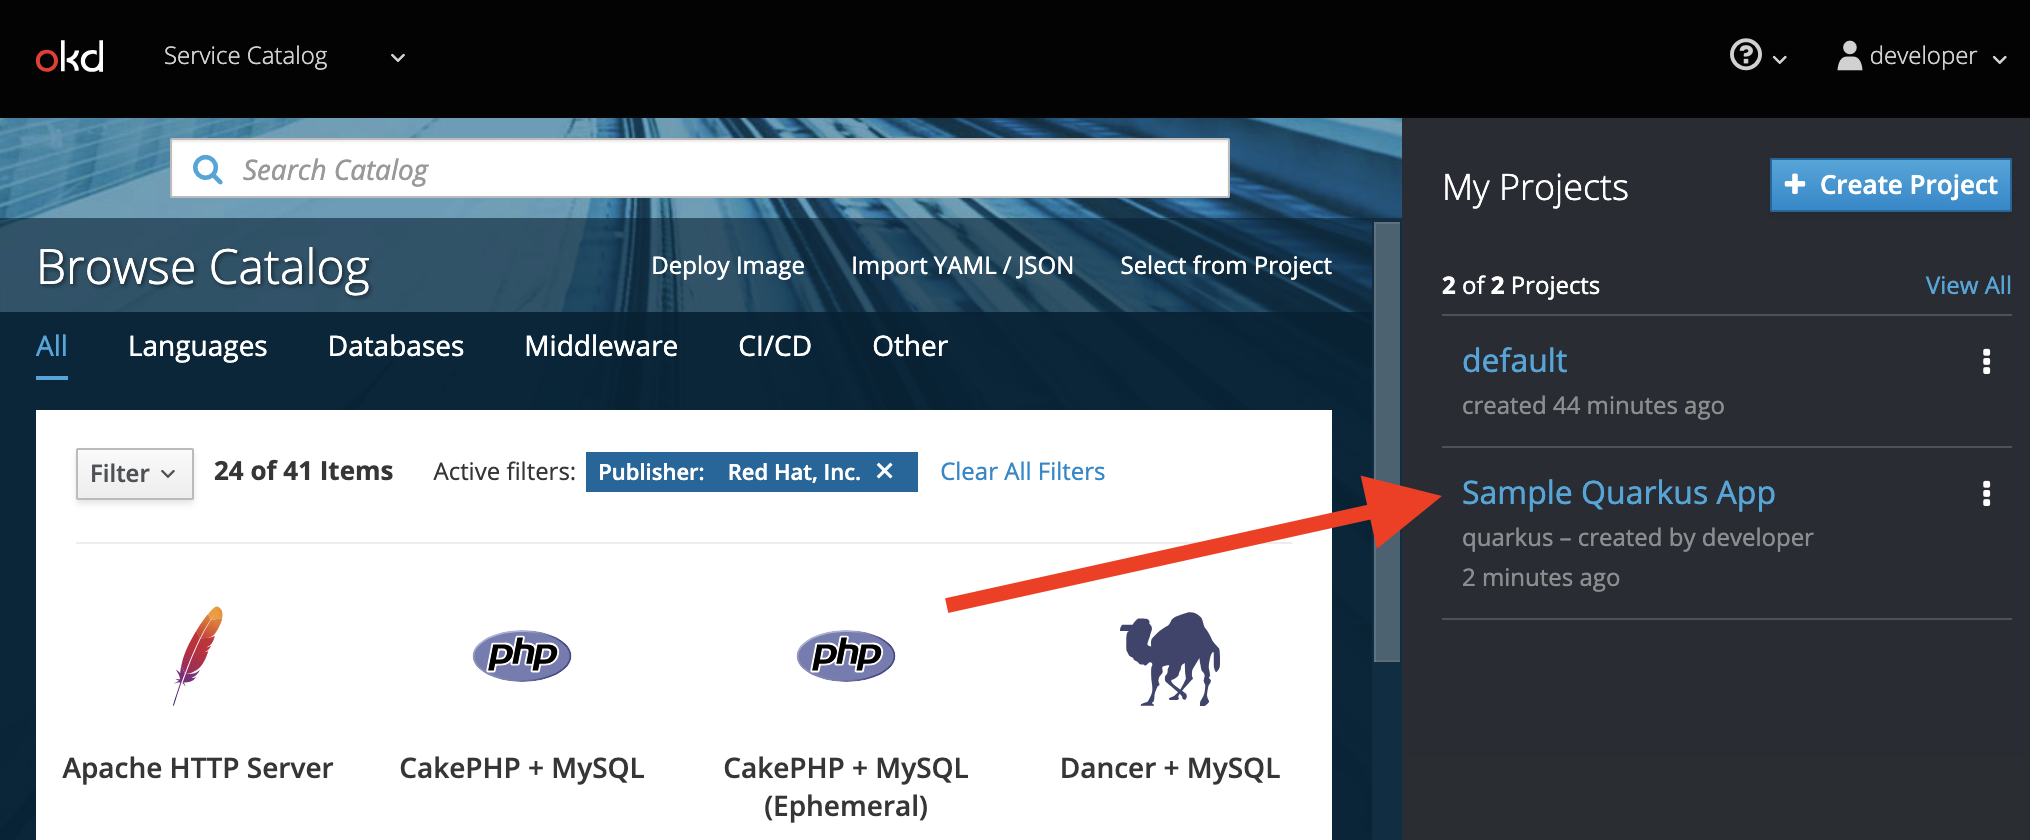 okd
Service Catalog
developer
Search Catalog
My Projects
Create Project
Browse Catalog
Deploy Image
Import YAML / JSON
Select from Project
2 of 2 Projects
View All
All
Languages
Databases
Middleware
CI/CD
Other
default
created 44 minutes ago
Filter
24 of 41 Items
Active filters:
Publisher: Red Hat, Inc.
Clear All Filters
Sample Quarkus App
quarkus – created by developer
2 minutes ago
php
php
Apache HTTP Server
CakePHP + MySQL
CakePHP + MySQL
(Ephemeral)
Dancer + MySQL